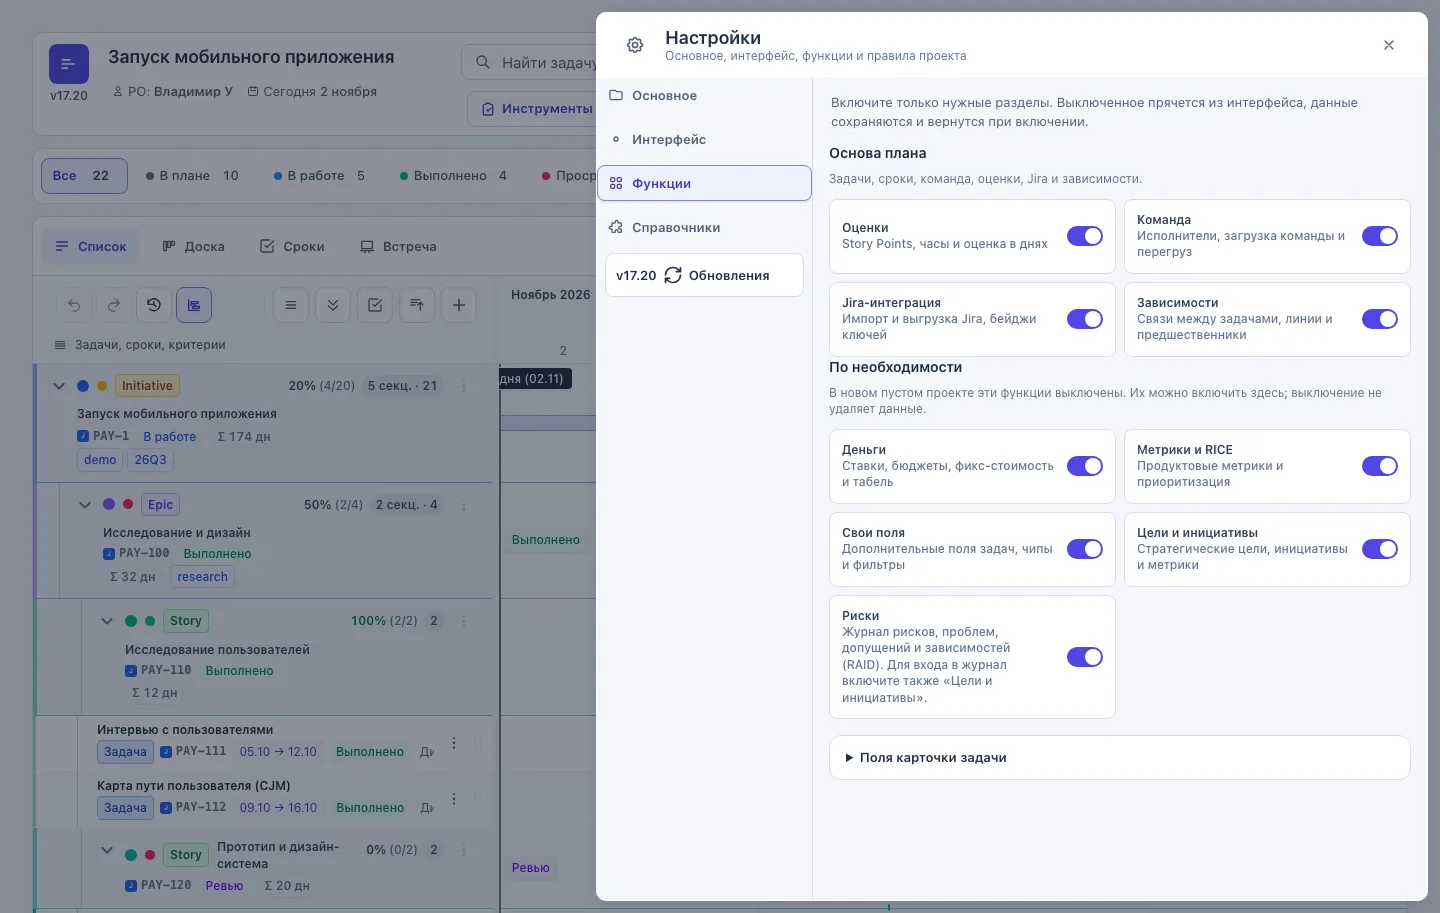 Запуск мобильного приложения
v17.20
PO: Владимир У
Сегодня 2 ноября
Найти задачу
Инструменты
Все 22
В плане 10
В работе 5
Выполнено 4
Проср
Список
Доска
Сроки
Встреча
Ноябрь 2026
Задачи, сроки, критерии
2
дня (02.11)
Initiative
20% (4/20)
5 секц. · 21
Запуск мобильного приложения
PAY-1 В работе Σ 174 дн
demo 26Q3
Epic
50% (2/4)
2 секц. · 4
Исследование и дизайн
PAY-100 Выполнено
Σ 32 дн research
Выполнено
Story
100% (2/2) 2
Исследование пользователей
PAY-110 Выполнено
Σ 12 дн
Интервью с пользователями
Задача PAY-111 05.10 → 12.10 Выполнено Ди
Карта пути пользователя (CJM)
Задача PAY-112 09.10 → 16.10 Выполнено Ди
Story
Прототип и дизайн-
система
0% (0/2) 2
PAY-120 Ревью Σ 20 дн
Ревью
Настройки
Основное, интерфейс, функции и правила проекта
Основное
Интерфейс
Функции
Справочники
v17.20 Обновления
Включите только нужные разделы. Выключенное прячется из интерфейса, данные
сохраняются и вернутся при включении.
Основа плана
Задачи, сроки, команда, оценки, Jira и зависимости.
Оценки
Story Points, часы и оценка в днях
Команда
Исполнители, загрузка команды и
перегруз
Jira-интеграция
Импорт и выгрузка Jira, бейджи
ключей
Зависимости
Связи между задачами, линии и
предшественники
По необходимости
В новом пустом проекте эти функции выключены. Их можно включить здесь; выключение не
удаляет данные.
Деньги
Ставки, бюджеты, фикс-стоимость
и табель
Метрики и RICE
Продуктовые метрики и
приоритизация
Свои поля
Дополнительные поля задач, чипы
и фильтры
Цели и инициативы
Стратегические цели, инициативы
и метрики
Риски
Журнал рисков, проблем,
допущений и зависимостей
(RAID). Для входа в журнал
включите также «Цели и
инициативы».
Поля карточки задачи